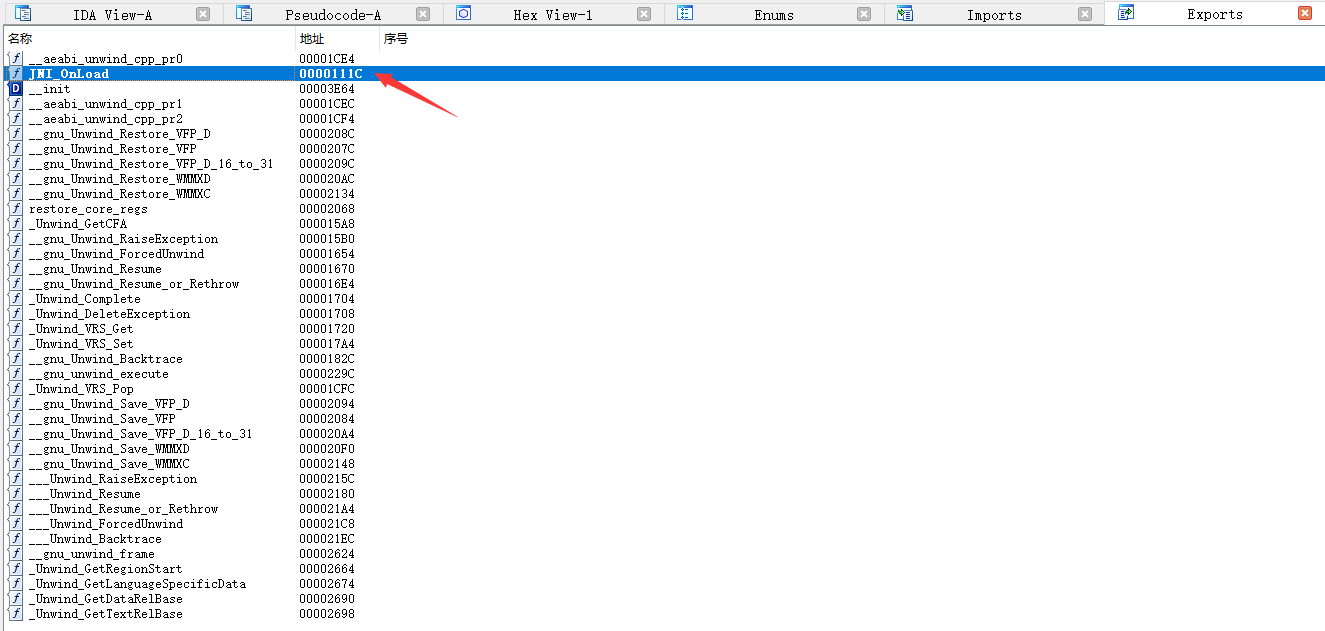 IDA View-A Pseudocode-A Hex View-1 Enums Imports Exports
名称 地址 序号
f __aeabi_unwind_cpp_pr0 00001CE4
f JNI_OnLoad 0000111C
D __init 00003E64
f __aeabi_unwind_cpp_pr1 00001CEC
f __aeabi_unwind_cpp_pr2 00001CF4
f __gnu_Unwind_Restore_VFP_D 0000208C
f __gnu_Unwind_Restore_VFP 0000207C
f __gnu_Unwind_Restore_VFP_D_16_to_31 0000209C
f __gnu_Unwind_Restore_WMMXD 000020AC
f __gnu_Unwind_Restore_WMMXC 00002134
f restore_core_regs 00002068
f _Unwind_GetCFA 000015A8
f __gnu_Unwind_RaiseException 000015B0
f __gnu_Unwind_ForcedUnwind 00001654
f __gnu_Unwind_Resume 00001670
f __gnu_Unwind_Resume_or_Rethrow 000016E4
f _Unwind_Complete 00001704
f _Unwind_DeleteException 00001708
f _Unwind_VRS_Get 00001720
f _Unwind_VRS_Set 000017A4
f __gnu_Unwind_Backtrace 0000182C
f __gnu_unwind_execute 0000229C
f _Unwind_VRS_Pop 00001CFC
f __gnu_Unwind_Save_VFP_D 00002094
f __gnu_Unwind_Save_VFP 00002084
f __gnu_Unwind_Save_VFP_D_16_to_31 000020A4
f __gnu_Unwind_Save_WMMXD 000020F0
f __gnu_Unwind_Save_WMMXC 00002148
f ___Unwind_RaiseException 0000215C
f ___Unwind_Resume 00002180
f ___Unwind_Resume_or_Rethrow 000021A4
f ___Unwind_ForcedUnwind 000021C8
f ___Unwind_Backtrace 000021EC
f __gnu_unwind_frame 00002624
f _Unwind_GetRegionStart 00002664
f _Unwind_GetLanguageSpecificData 00002674
f _Unwind_GetDataRelBase 00002690
f _Unwind_GetTextRelBase 00002698